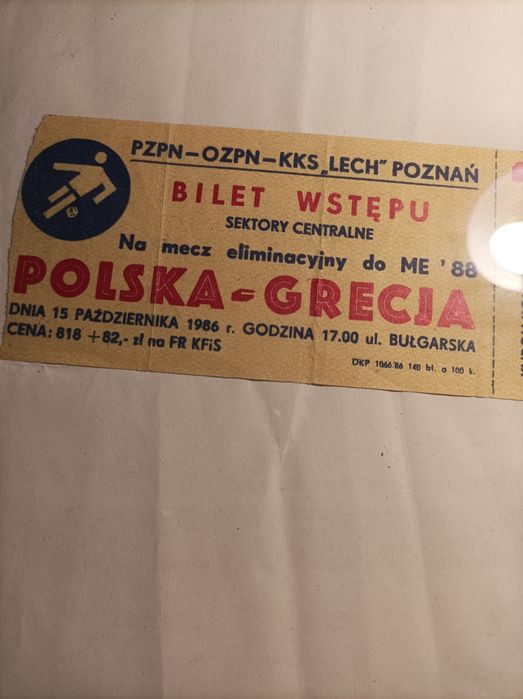 PZPN-OZPN-KKS „LECH” POZNAŃ
BILET WSTĘPU
SEKTORY CENTRALNE
Na mecz eliminacyjny do ME '88
POLSKA-GRECJA
DNIA 15 PAŹDZIERNIKA 1986 r. GODZINA 17.00 ul. BUŁGARSKA
CENA: 818 +82,- zł na FR KFiS
DKP 1066/86 140 bl. a 100 k.